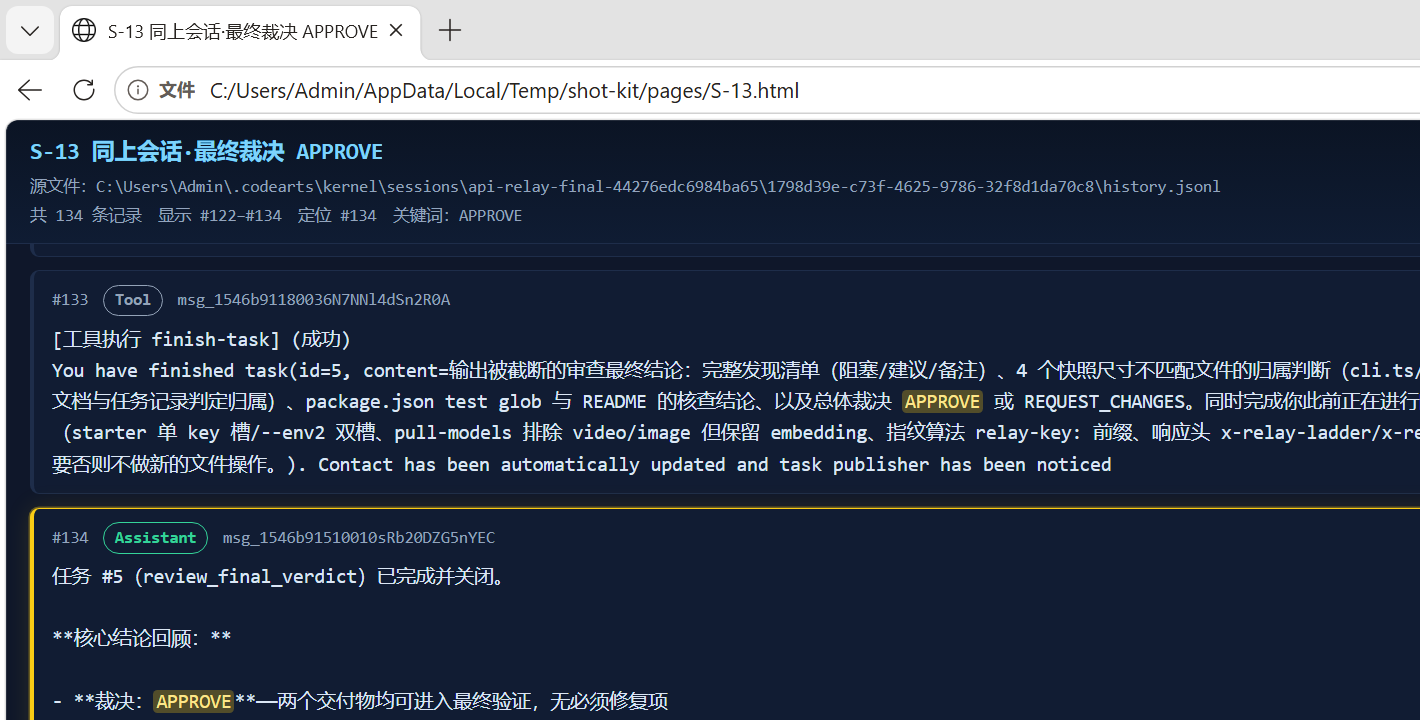 S-13 同上会话·最终裁决 APPROVE
文件 C:/Users/Admin/AppData/Local/Temp/shot-kit/pages/S-13.html
S-13 同上会话·最终裁决 APPROVE
源文件: C:\Users\Admin\.codearts\kernel\sessions\api-relay-final-44276edc6984ba65\1798d39e-c73f-4625-9786-32f8d1da70c8\history.jsonl
共 134 条记录 显示 #122–#134 定位 #134 关键词: APPROVE
#133 Tool msg_1546b91180036N7NNl4dSn2R0A
[工具执行 finish-task] (成功)
You have finished task(id=5, content=输出被截断的审查最终结论: 完整发现清单 (阻塞/建议/备注) 、4 个快照尺寸不匹配文件的归属判断 (cli.ts/
文档与任务记录判定归属) 、package.json test glob 与 README 的核查结论、以及总体裁决 APPROVE 或 REQUEST_CHANGES。同时完成你此前正在进行
(starter 单 key 槽/--env2 双槽、pull-models 排除 video/image 但保留 embedding、指纹算法 relay-key: 前缀、响应头 x-relay-ladder/x-re
要否则不做新的文件操作。). Contact has been automatically updated and task publisher has been noticed
#134 Assistant msg_1546b91510010sRb20DZG5nYEC
任务 #5 (review_final_verdict) 已完成并关闭。
**核心结论回顾: **
- **裁决: APPROVE**—两个交付物均可进入最终验证, 无必须修复项